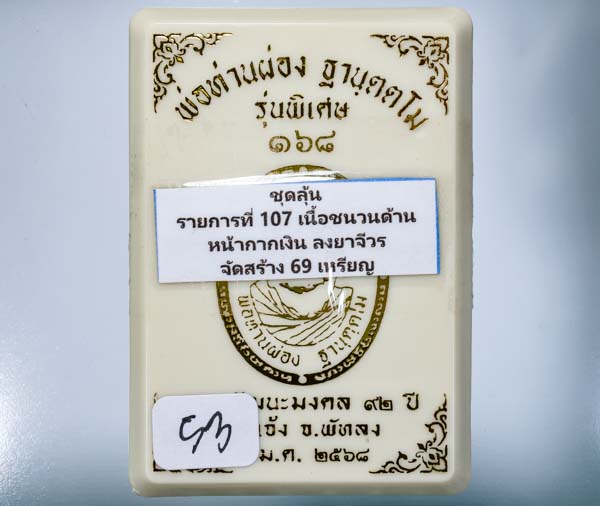 พ่อท่านผ่อง ฐานุตฺตโม
รุ่นพิเศษ
๑๖๘
ชุดลุ้น
รายการที่ 107 เนื้อชนวนด้าน
หน้ากากเงิน ลงยาจีวร
จัดสร้าง 69 เหรียญ
พ่อท่านผ่อง ฐานุตฺตโม
มงคล ๙๒ ปี
จ.พัทลุง
ม.ค. ๒๕๖๘